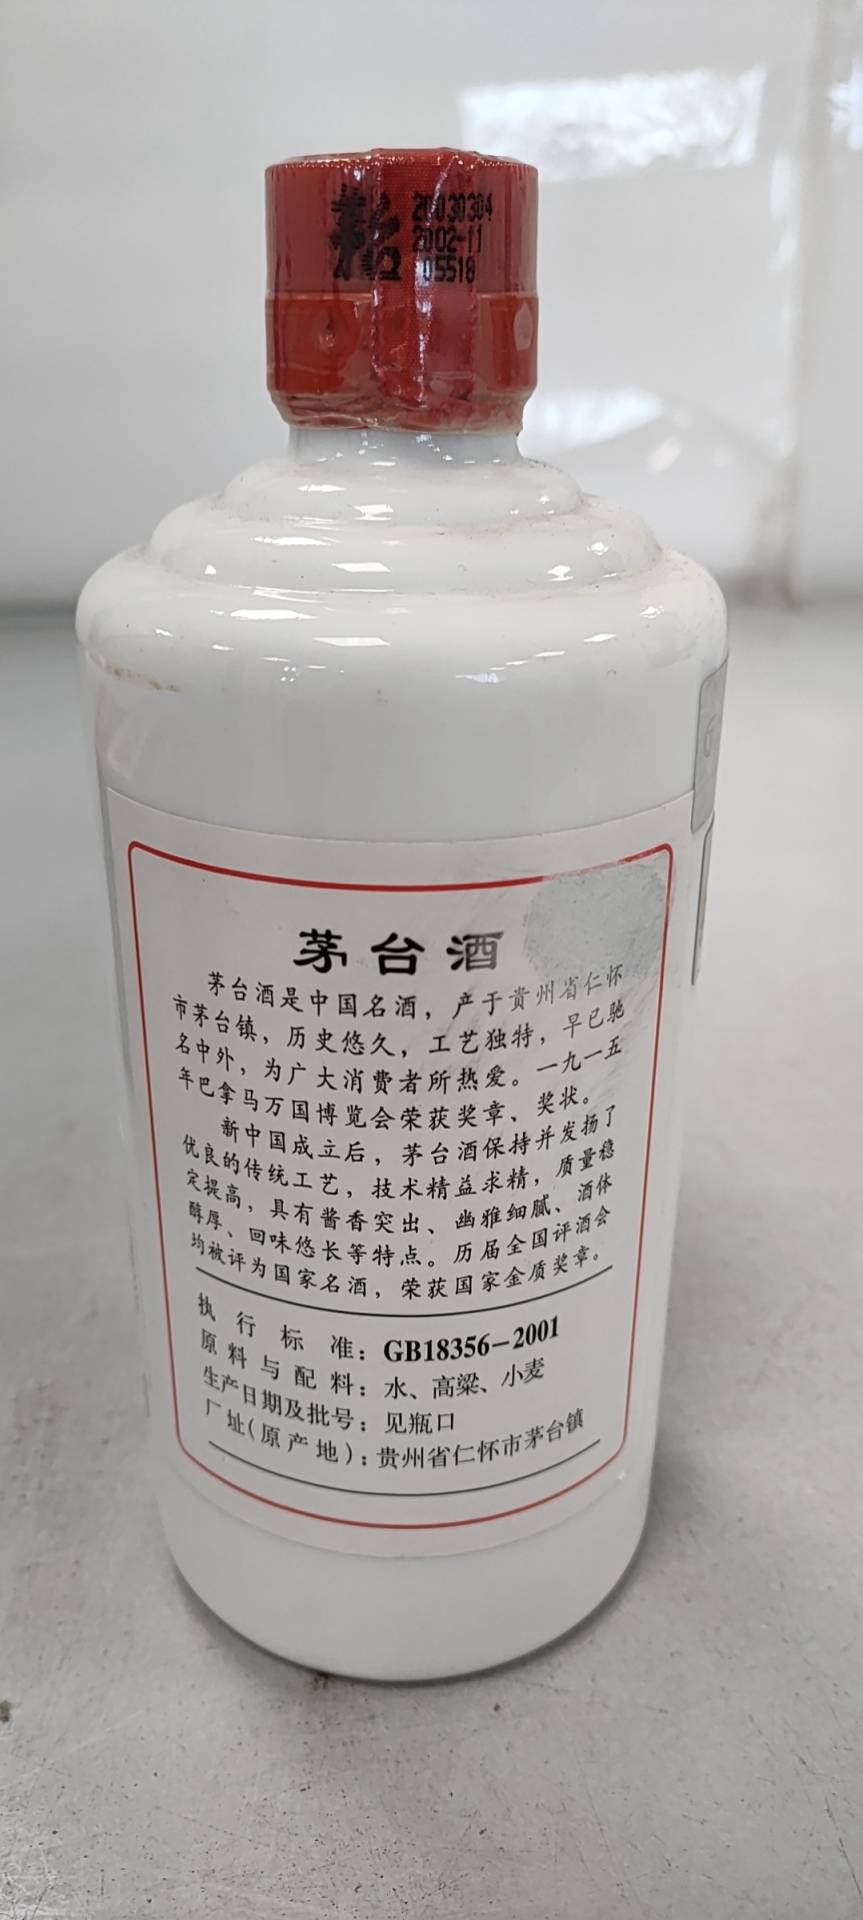 20030304
2002-11
05518
茅台酒
茅台酒是中国名酒，产于贵州省仁怀
市茅台镇，历史悠久，工艺独特，早已驰
名中外，为广大消费者所热爱。一九一五
年巴拿马万国博览会荣获奖章、奖状。
新中国成立后，茅台酒保持并发扬了
优良的传统工艺，技术精益求精，质量稳
定提高，具有酱香突出、幽雅细腻、酒体
醇厚、回味悠长等特点。历届全国评酒会
均被评为国家名酒，荣获国家金质奖章。
执行标准：GB18356-2001
原料与配料：水、高粱、小麦
生产日期及批号：见瓶口
厂址(原产地)：贵州省仁怀市茅台镇